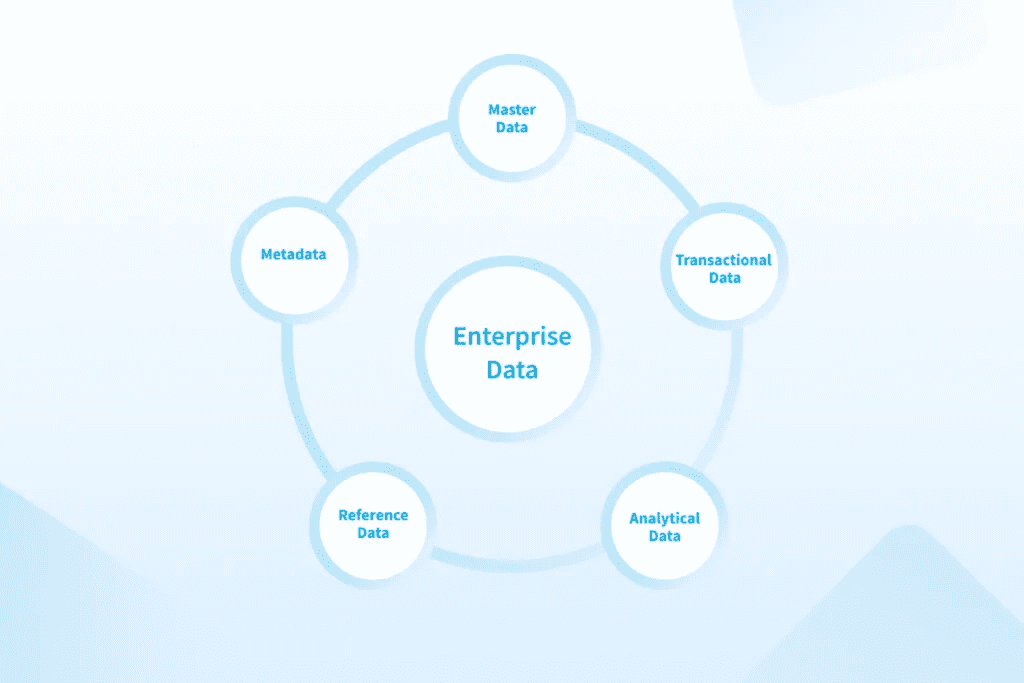 Master
Data
Metadata
Transactional
Data
Enterprise
Data
Reference
Data
Analytical
Data